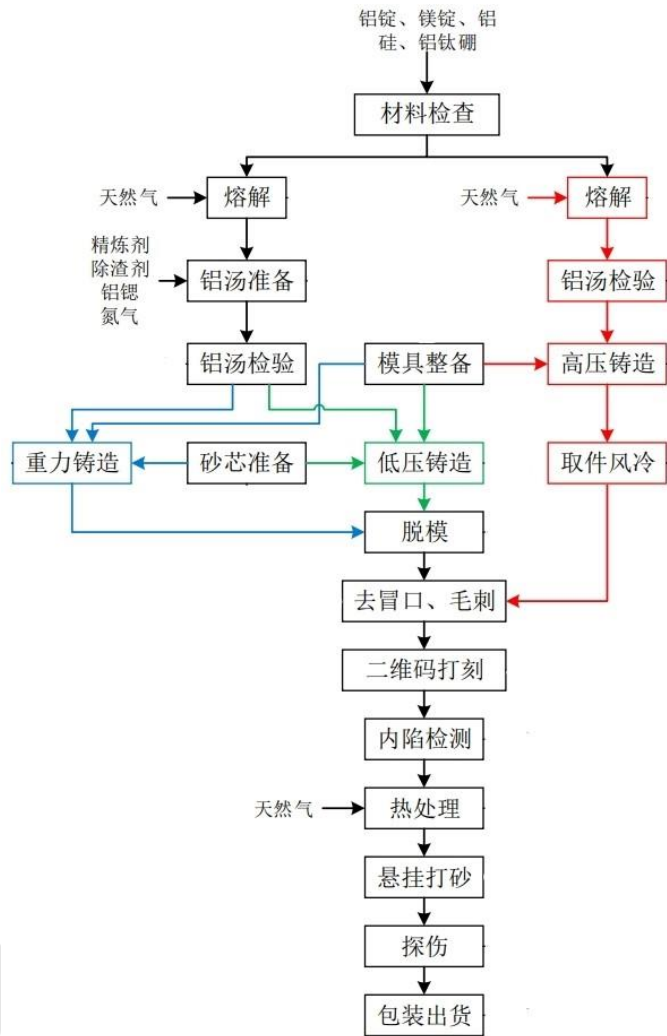 铝锭、镁锭、铝
硅、铝钛硼
材料检查
天然气
熔解
天然气
熔解
精炼剂
除渣剂
铝锶
氮气
铝汤准备
铝汤检验
铝汤检验
模具整备
高压铸造
重力铸造
砂芯准备
低压铸造
取件风冷
脱模
去冒口、毛刺
二维码打刻
内陷检测
天然气
热处理
悬挂打砂
探伤
包装出货